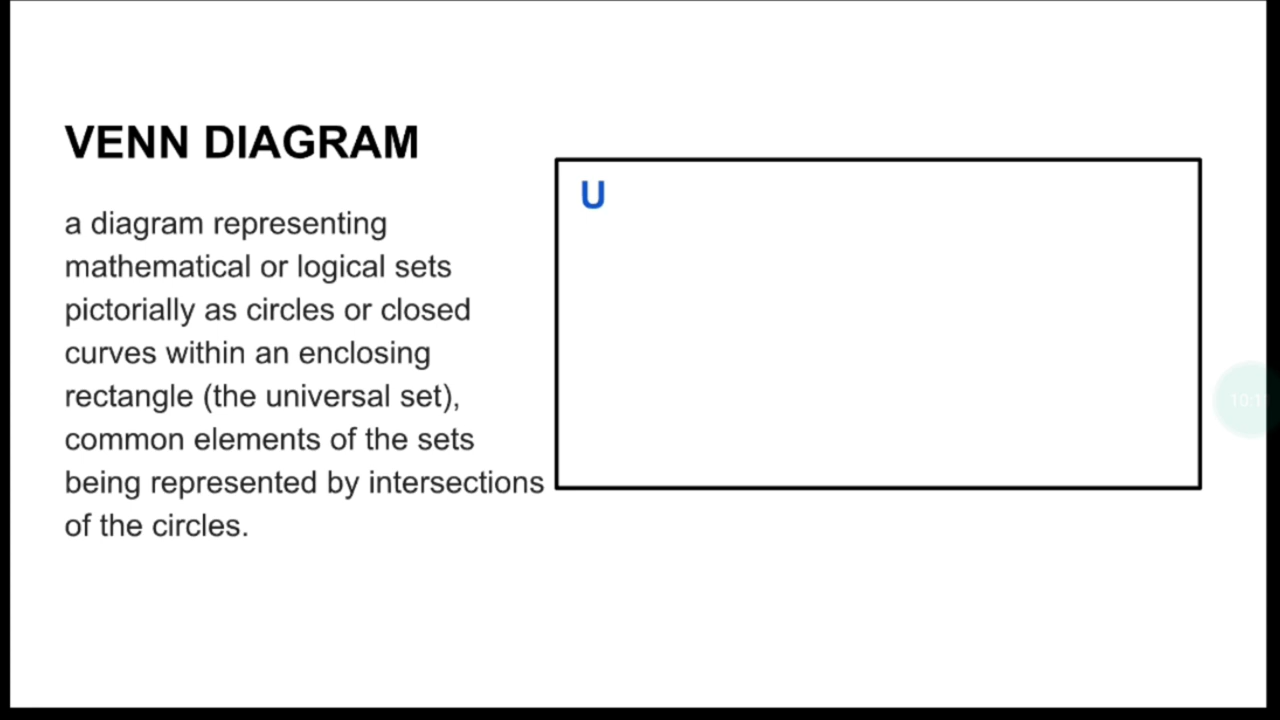 VENN DIAGRAM
a diagram representing
mathematical or logical sets
pictorially as circles or closed
curves within an enclosing
rectangle (the universal set),
common elements of the sets
being represented by intersections
of the circles.
U